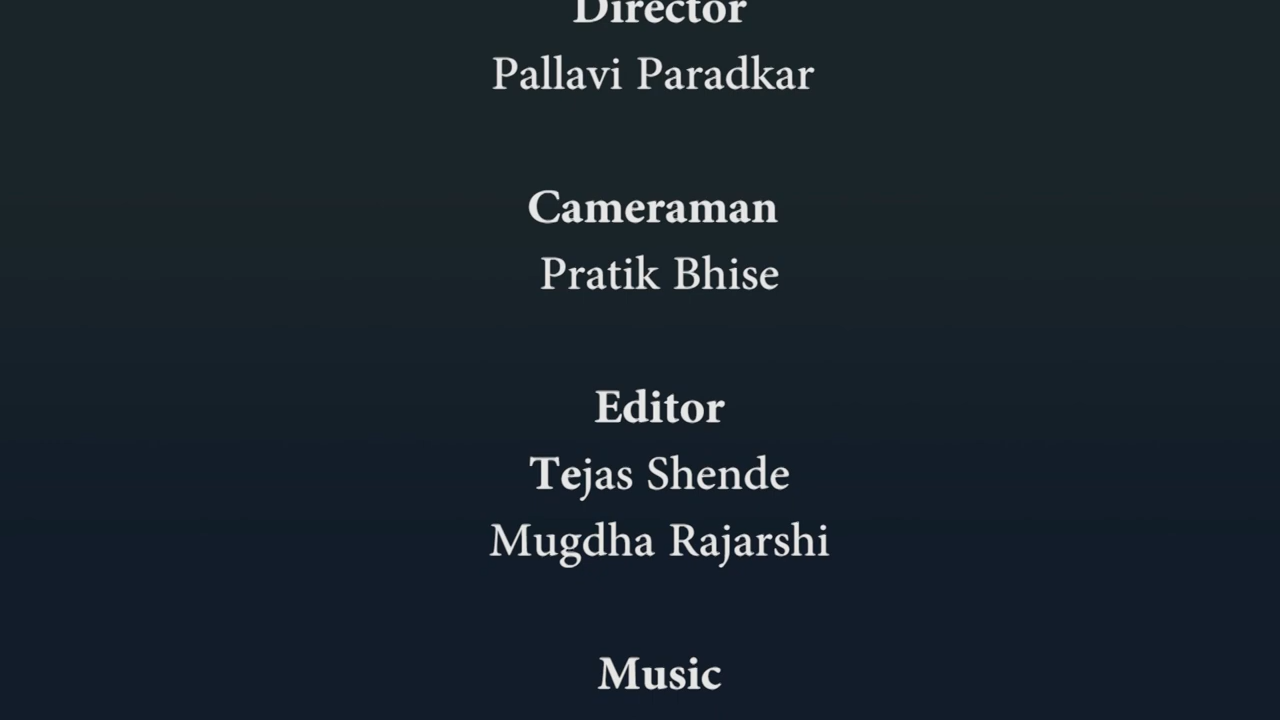 Director
Pallavi Paradkar
Cameraman
Pratik Bhise
Editor
Tejas Shende
Mugdha Rajarshi
Music